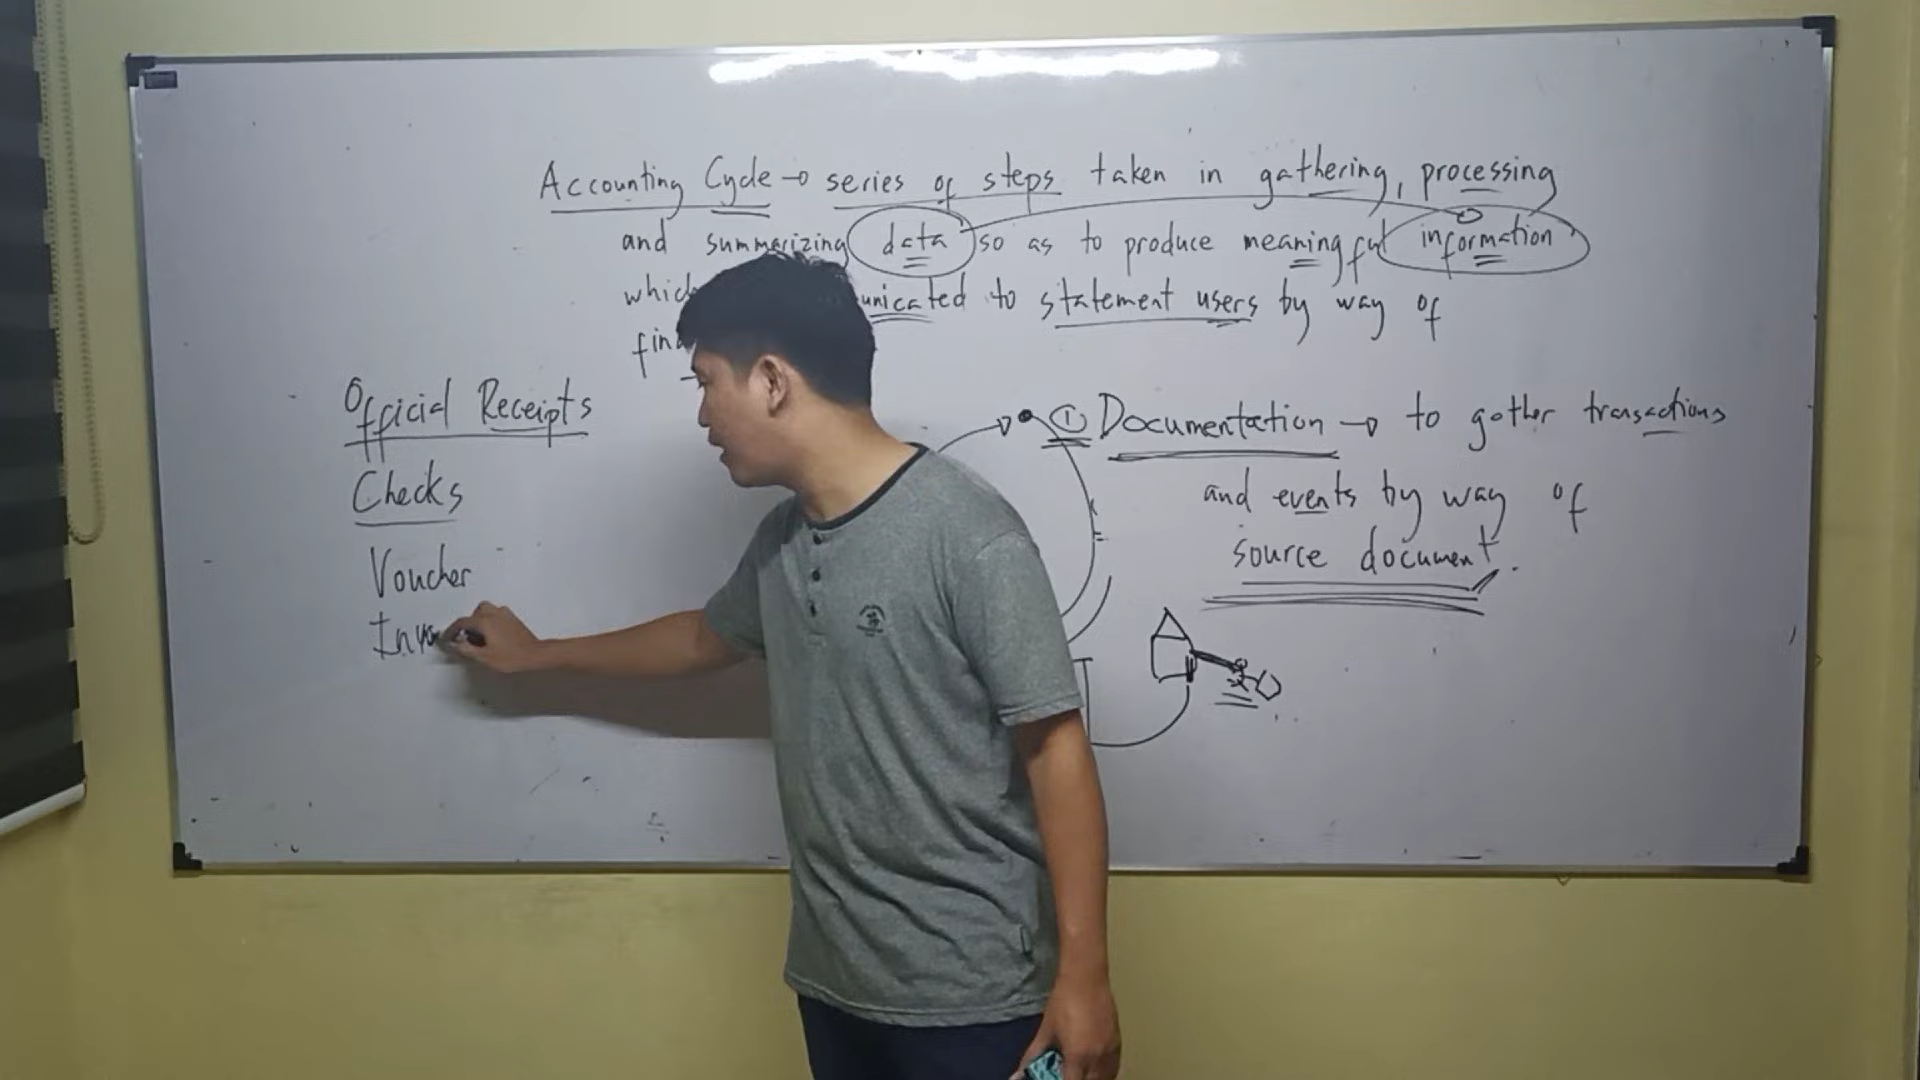 Accounting Cycle → series of steps taken in gathering, processing
and summarizing data so as to produce meaningful information
which unicated to statement users by way of
fin
Official Receipts
Checks
Voucher
Invo
① Documentation → to gather transactions
and events by way of
source document.